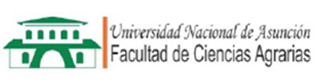 Universidad Nacional de Asunción
Facultad de Ciencias Agrarias